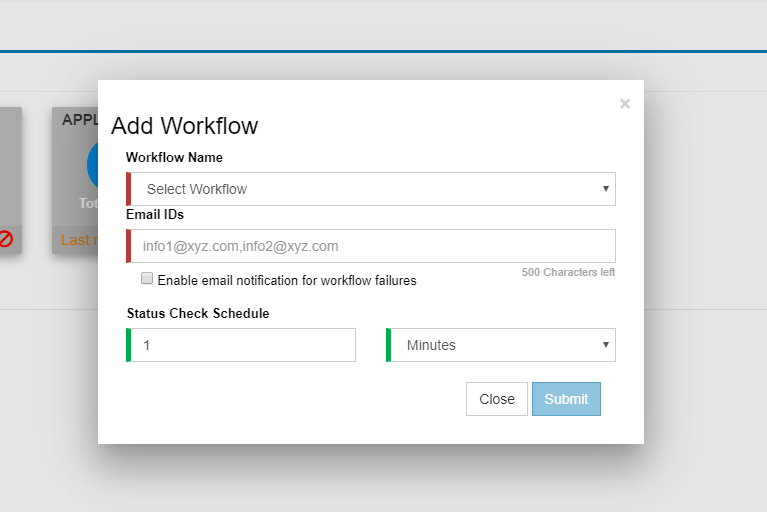 ×
APPL
Add Workflow
Workflow Name
Select Workflow
Tot
Email IDs
Last r
info1@xyz.com,info2@xyz.com
500 Characters left
Enable email notification for workflow failures
Status Check Schedule
1 Minutes
Close Submit